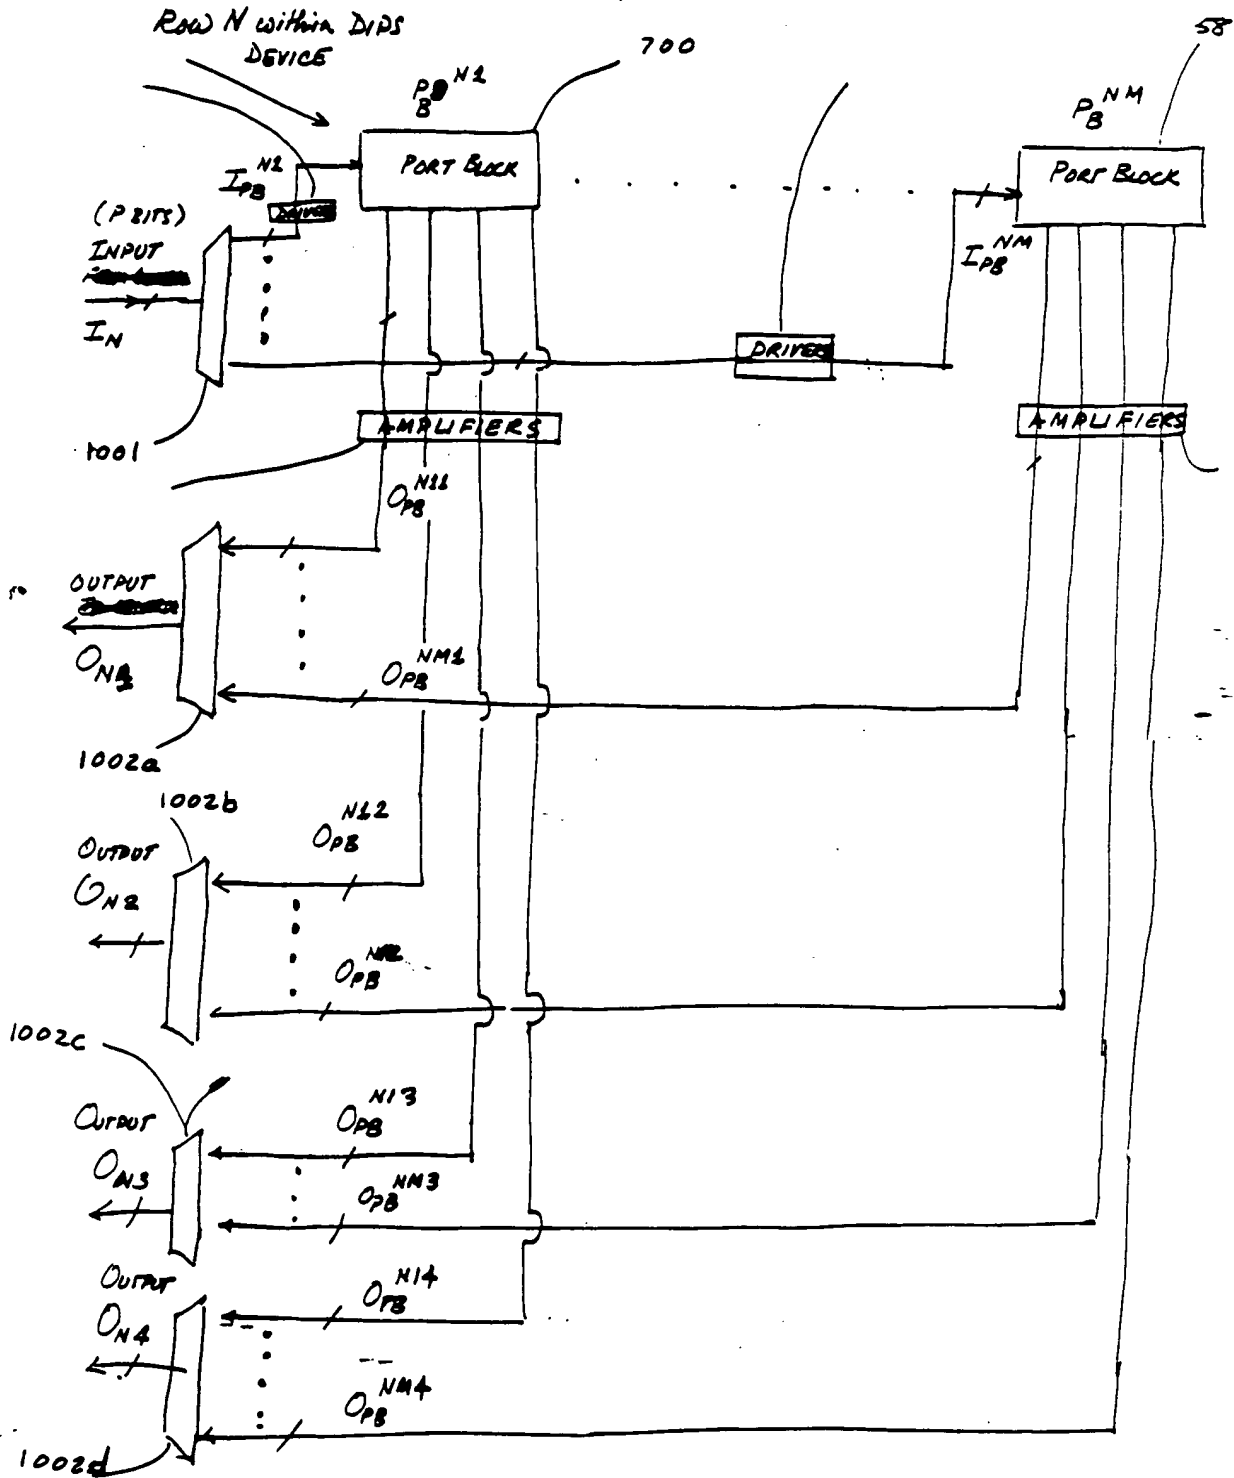 Row N within DIPS
DEVICE
700
58
P_B^N1
P_B^NM
PORT BLOCK
PORT BLOCK
I_PB^N1
DRIVERS
(P BITS)
INPUT
I_N
I_PB^NM
DRIVERS
1001
AMPLIFIERS
AMPLIFIERS
O_PB^N11
OUTPUT
O_N1
O_PB^NM1
1002a
1002b
O_PB^N12
OUTPUT
O_N2
O_PB^NM2
1002c
O_PB^N13
OUTPUT
O_N3
O_PB^NM3
OUTPUT
O_PB^N14
O_N4
O_PB^NM4
1002d